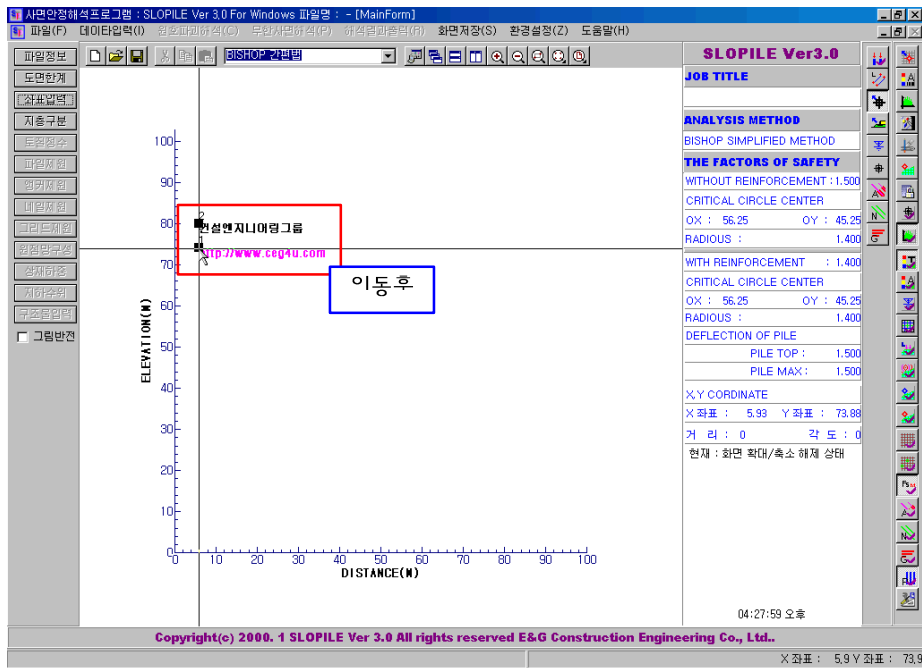 사면안정해석프로그램 : SLOPILE Ver 3.0 For Windows 파일명 : - [MainForm]
파일(F) 데이타입력(I) 원호파괴해석(C) 무한사면해석(P) 해석결과출력(R) 화면저장(S) 환경설정(Z) 도움말(H)
BISHOP 간편법
파일정보
도면한계
좌표입력
지층구분
토질정수
파일제원
앵커제원
네일제원
그리드제원
원점망구성
상재하중
지하수위
구조물입력
그림반전
100
90
80
70
60
50
40
30
20
10
0
ELEVATION(M)
2
건설엔지니어링그룹
http://www.ceg4u.com
이동후
0 10 20 30 40 50 60 70 80 90 100
DISTANCE(M)
SLOPILE Ver3.0
JOB TITLE
ANALYSIS METHOD
BISHOP SIMPLIFIED METHOD
THE FACTORS OF SAFETY
WITHOUT REINFORCEMENT : 1.500
CRITICAL CIRCLE CENTER
OX : 56.25 OY : 45.25
RADIOUS : 1.400
WITH REINFORCEMENT : 1.400
CRITICAL CIRCLE CENTER
OX : 56.25 OY : 45.25
RADIOUS : 1.400
DEFLECTION OF PILE
PILE TOP : 1.500
PILE MAX : 1.500
X,Y CORDINATE
X 좌표 : 5.93 Y 좌표 : 73.88
거 리 : 0 각 도 : 0
현재 : 화면 확대/축소 해제 상태
04:27:59 오후
Copyright(c) 2000. 1 SLOPILE Ver 3.0 All rights reserved E&G Construction Engineering Co., Ltd..
X 좌표 : 5.9 Y 좌표 : 73.9